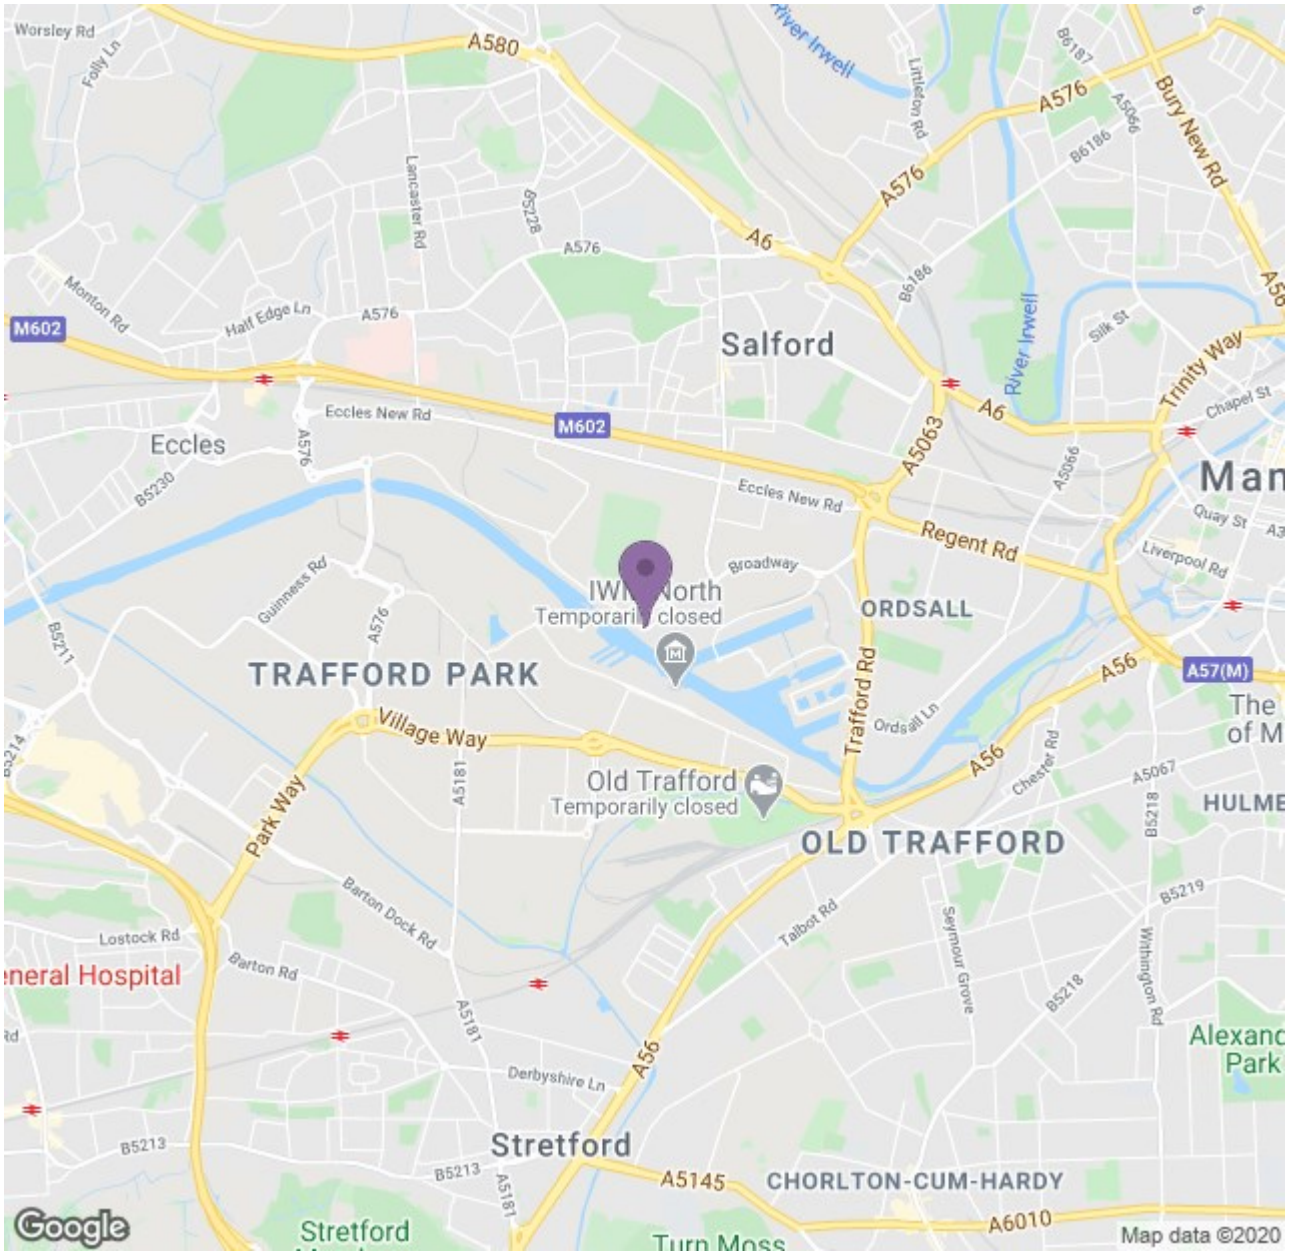 Worsley Rd
Folly Ln
A580
River Irwell
Littleton Rd
B6187
6
A576
A5066
Bury New Rd
B6186
A576
Lancaster Rd
B5228
A576
A6
B6186
A56
Monton Rd
Half Edge Ln
A576
M602
Salford
River Irwell
Silk St
Trinity Way
Chapel St
A6
Eccles New Rd
M602
A5063
A5066
Eccles
A576
B5230
Eccles New Rd
Man
Quay St
A3
Regent Rd
Liverpool Rd
Guinness Rd
Broadway
North
Temporaril closed
ORDSALL
A576
B5211
TRAFFORD PARK
A56
A57(M)
Trafford Rd
The
of M
Ordsall Ln
Village Way
B5214
A5181
A56
Chester Rd
A5067
Old Trafford
Temporarily closed
B5218
HULME
Park Way
OLD TRAFFORD
Barton Dock Rd
B5219
Talbot Rd
Seymour Grove
Withington Rd
Lostock Rd
Barton Rd
eneral Hospital
B5218
A5181
Rd
A56
Alexanc
Park
Derbyshire Ln
B5213
Stretford
B5213
A5181
A5145
CHORLTON-CUM-HARDY
A6010
Google
Stretford
Turn Moss
Map data ©2020